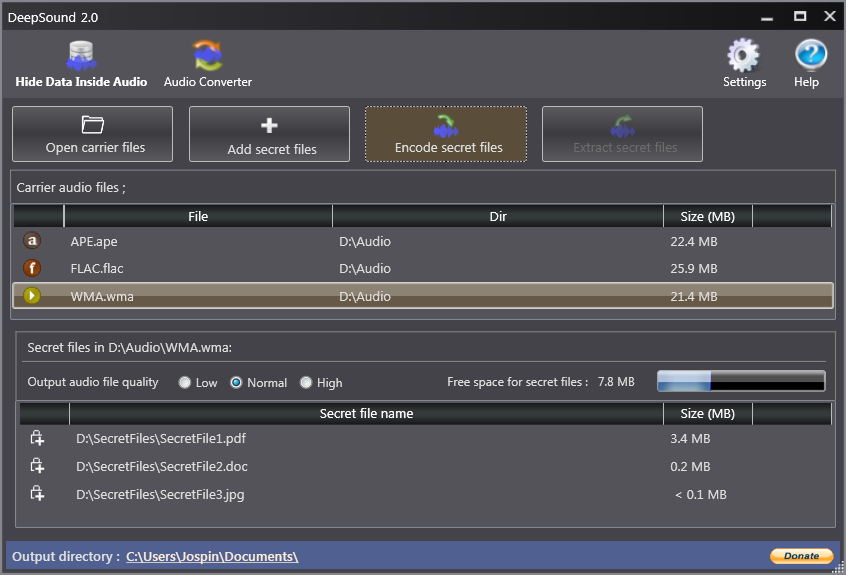 DeepSound 2.0
Hide Data Inside Audio Audio Converter Settings Help
Open carrier files Add secret files Encode secret files Extract secret files
Carrier audio files ;
File Dir Size (MB)
a APE.ape D:\Audio 22.4 MB
f FLAC.flac D:\Audio 25.9 MB
WMA.wma D:\Audio 21.4 MB
Secret files in D:\Audio\WMA.wma:
Output audio file quality Low Normal High Free space for secret files : 7.8 MB
Secret file name Size (MB)
D:\SecretFiles\SecretFile1.pdf 3.4 MB
D:\SecretFiles\SecretFile2.doc 0.2 MB
D:\SecretFiles\SecretFile3.jpg < 0.1 MB
Output directory : C:\Users\Jospin\Documents\ Donate